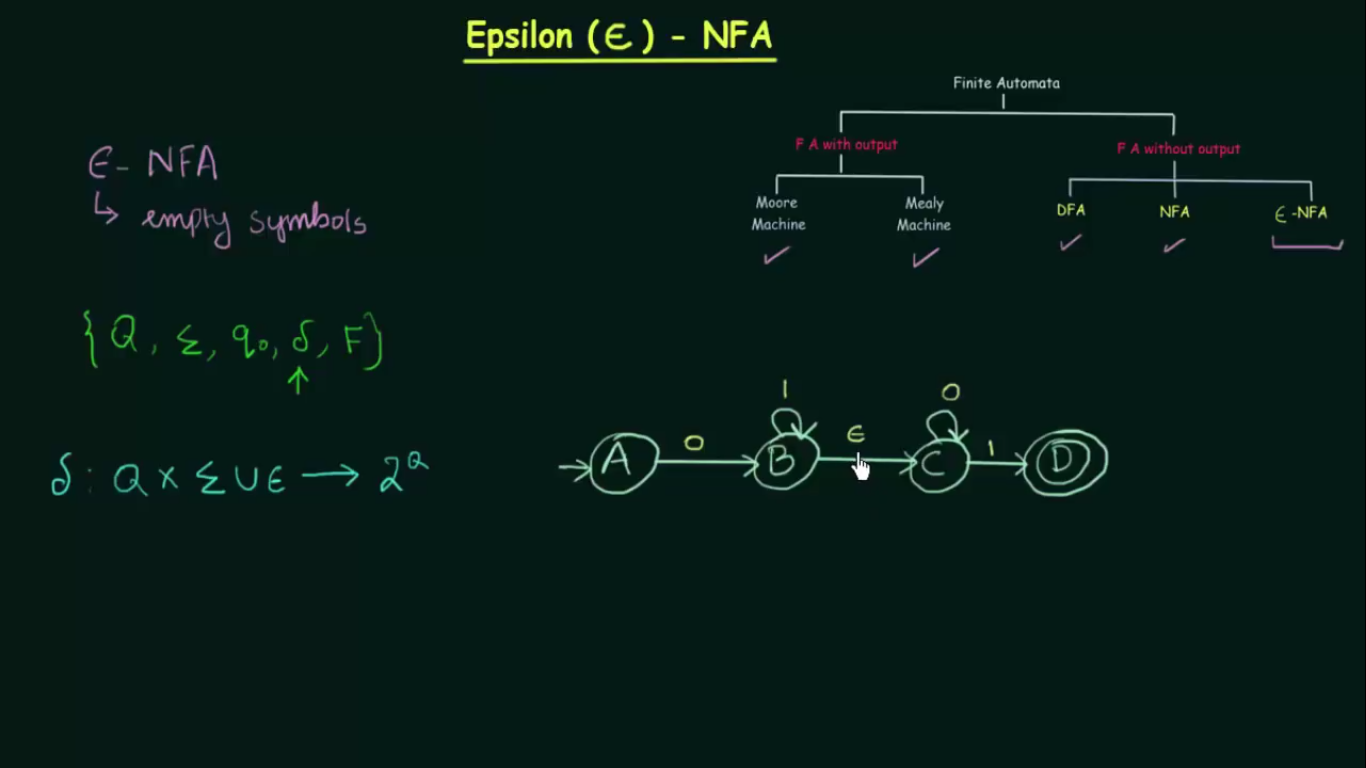 Epsilon (ϵ) - NFA
Finite Automata
F A with output
F A without output
Moore Machine
Mealy Machine
DFA
NFA
ϵ -NFA
ϵ - NFA
↳ empty symbols
{ Q, Σ, q₀, δ, F }
↑
δ : Q × Σ ∪ ϵ → 2^Q
1
0
0
ϵ
1
A
B
C
D